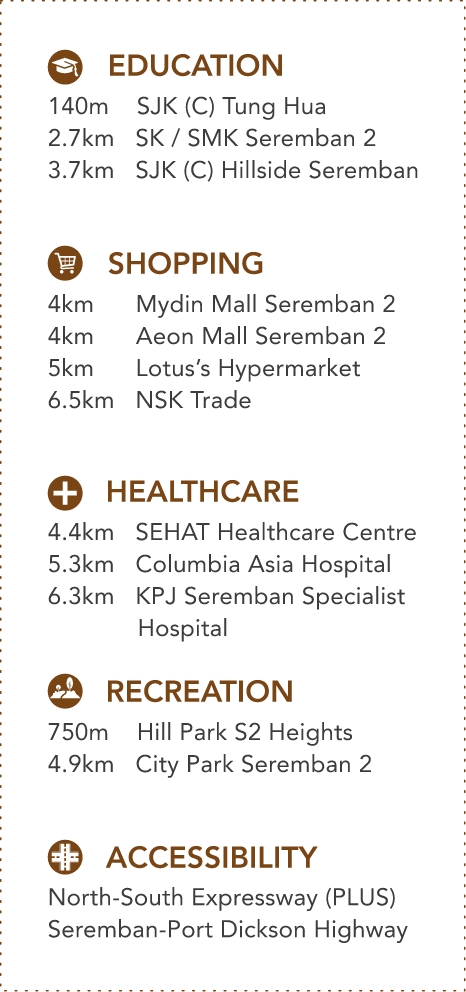 EDUCATION
140m SJK (C) Tung Hua
2.7km SK / SMK Seremban 2
3.7km SJK (C) Hillside Seremban
SHOPPING
4km Mydin Mall Seremban 2
4km Aeon Mall Seremban 2
5km Lotus's Hypermarket
6.5km NSK Trade
HEALTHCARE
4.4km SEHAT Healthcare Centre
5.3km Columbia Asia Hospital
6.3km KPJ Seremban Specialist
Hospital
RECREATION
750m Hill Park S2 Heights
4.9km City Park Seremban 2
ACCESSIBILITY
North-South Expressway (PLUS)
Seremban-Port Dickson Highway